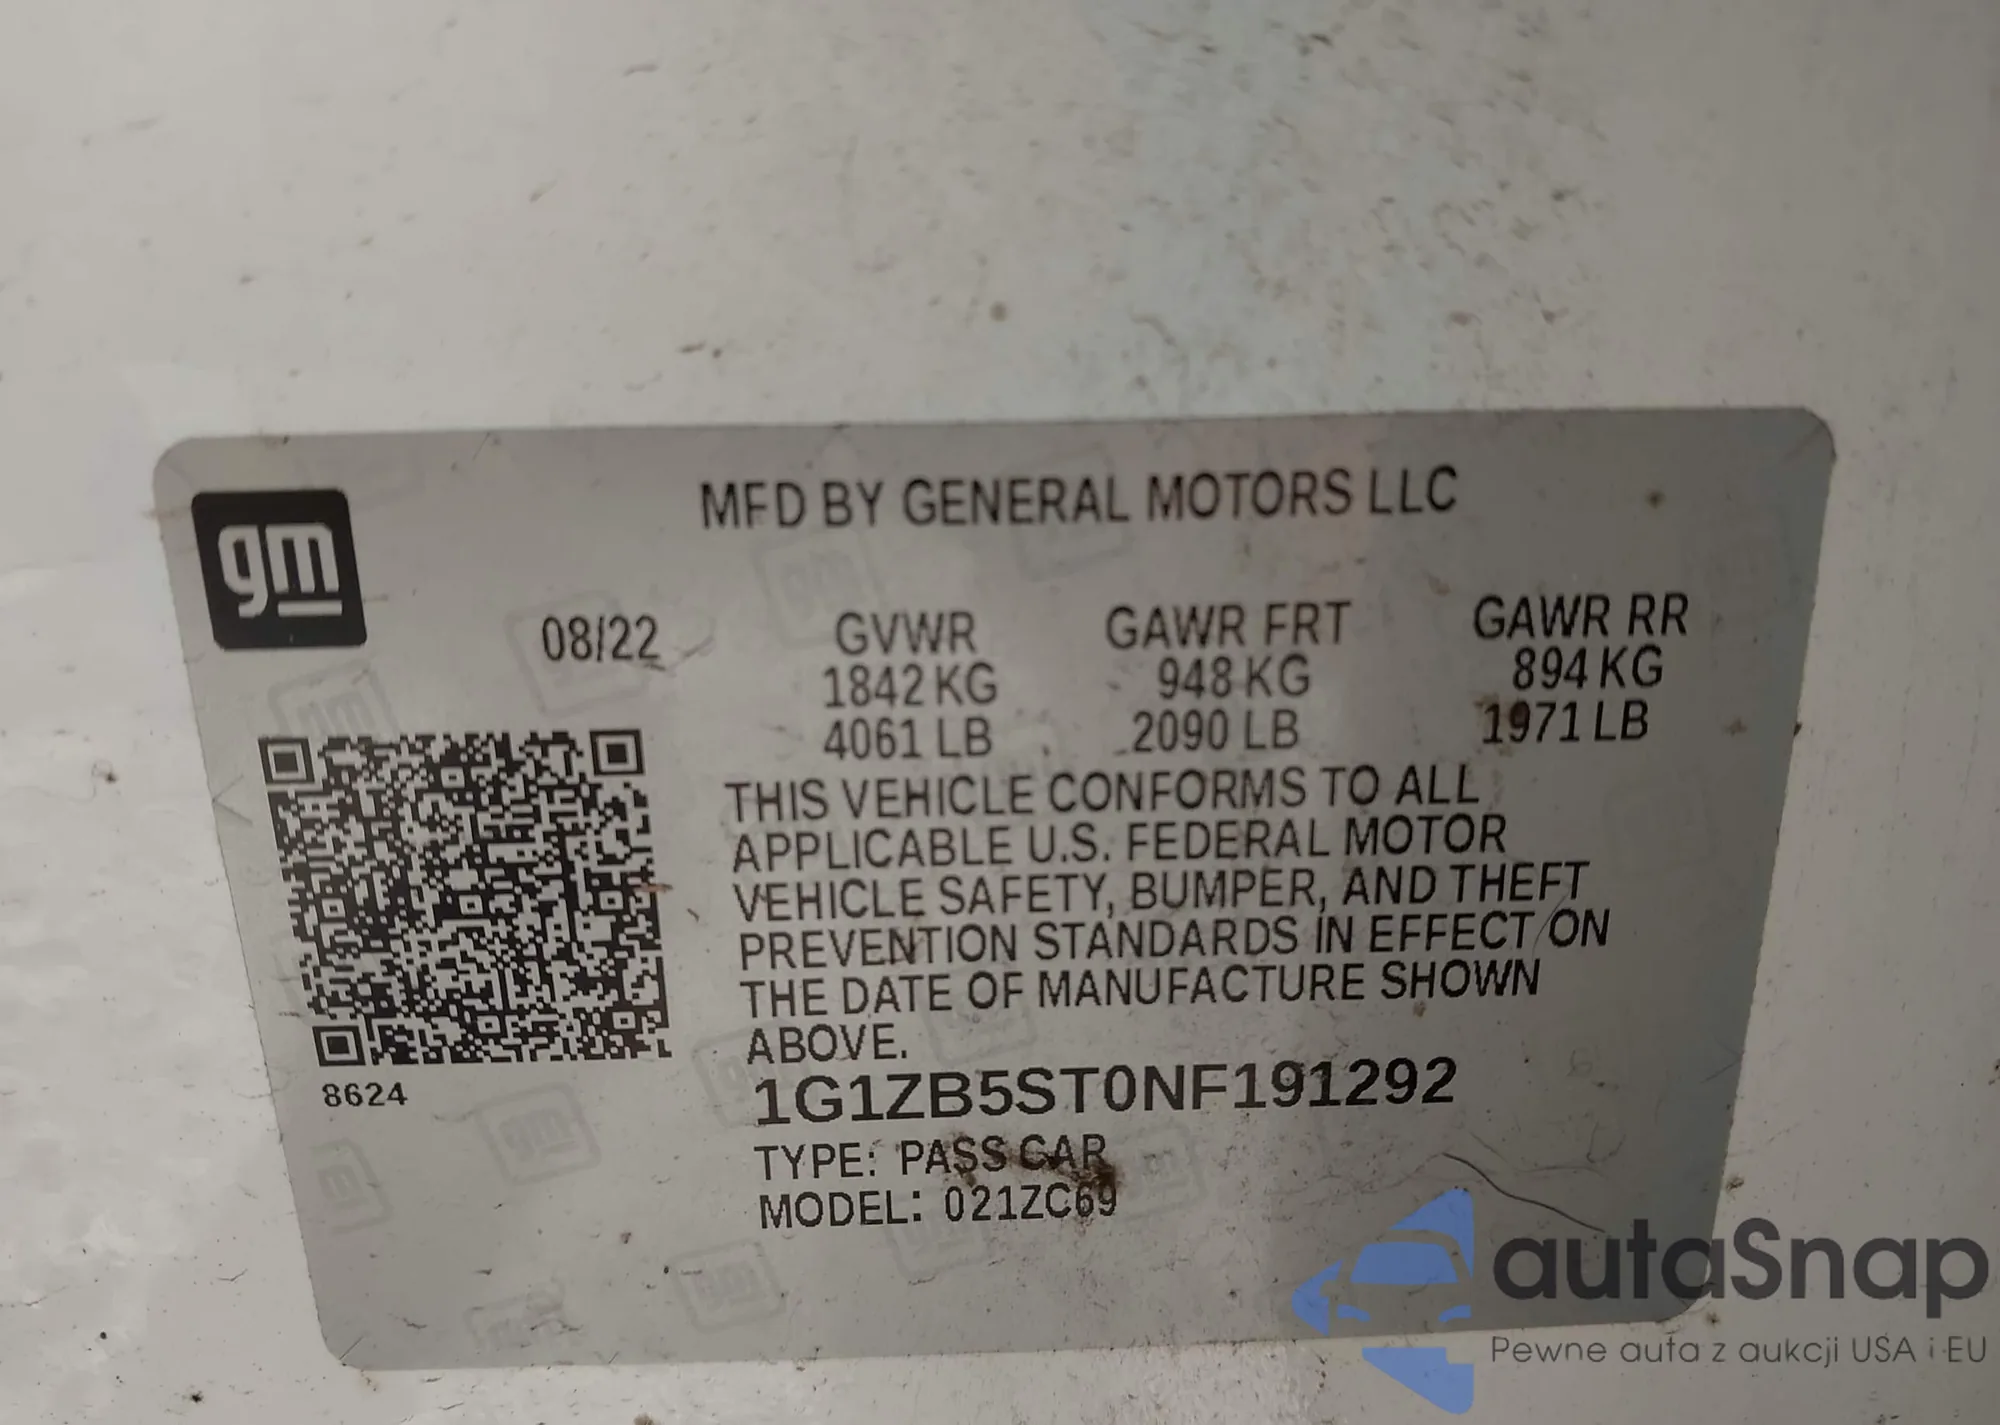 gm
MFD BY GENERAL MOTORS LLC
08/22
GVWR
1842 KG
4061 LB
GAWR FRT
948 KG
2090 LB
GAWR RR
894 KG
1971 LB
THIS VEHICLE CONFORMS TO ALL
APPLICABLE U.S. FEDERAL MOTOR
VEHICLE SAFETY, BUMPER, AND THEFT
PREVENTION STANDARDS IN EFFECT ON
THE DATE OF MANUFACTURE SHOWN
ABOVE.
1G1ZB5ST0NF191292
8624
TYPE: PASS CAR
MODEL: 021ZC69
autaSnap
Pewne auta z aukcji USA i EU